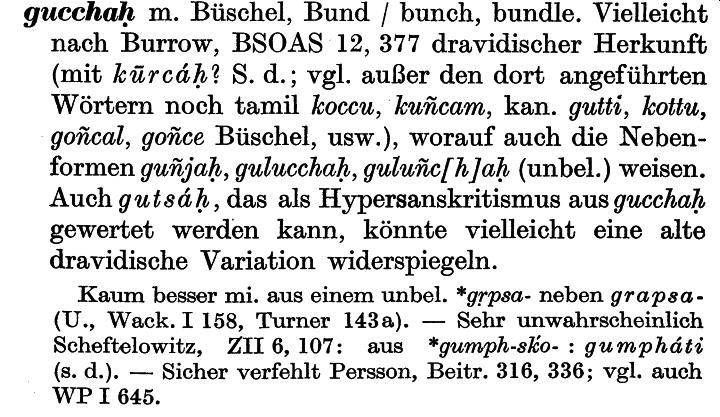 gucchaḥ m. Büschel, Bund / bunch, bundle. Vielleicht
nach Burrow, BSOAS 12, 377 dravidischer Herkunft
(mit kūrcáḥ? S. d.; vgl. außer den dort angeführten
Wörtern noch tamil koccu, kuñcam, kan. gutti, kottu,
goñcal, goñce Büschel, usw.), worauf auch die Neben-
formen guñjaḥ, gulucchaḥ, guluñc[h]aḥ (unbel.) weisen.
Auch gutsáḥ, das als Hypersanskritismus aus gucchaḥ
gewertet werden kann, könnte vielleicht eine alte
dravidische Variation widerspiegeln.
Kaum besser mi. aus einem unbel. *gṛpsa- neben grapsa-
(U., Wack. I 158, Turner 143a). — Sehr unwahrscheinlich
Scheftelowitz, ZII 6, 107: aus *gumph-sḱo- : gumpháti
(s. d.). — Sicher verfehlt Persson, Beitr. 316, 336; vgl. auch
WP I 645.